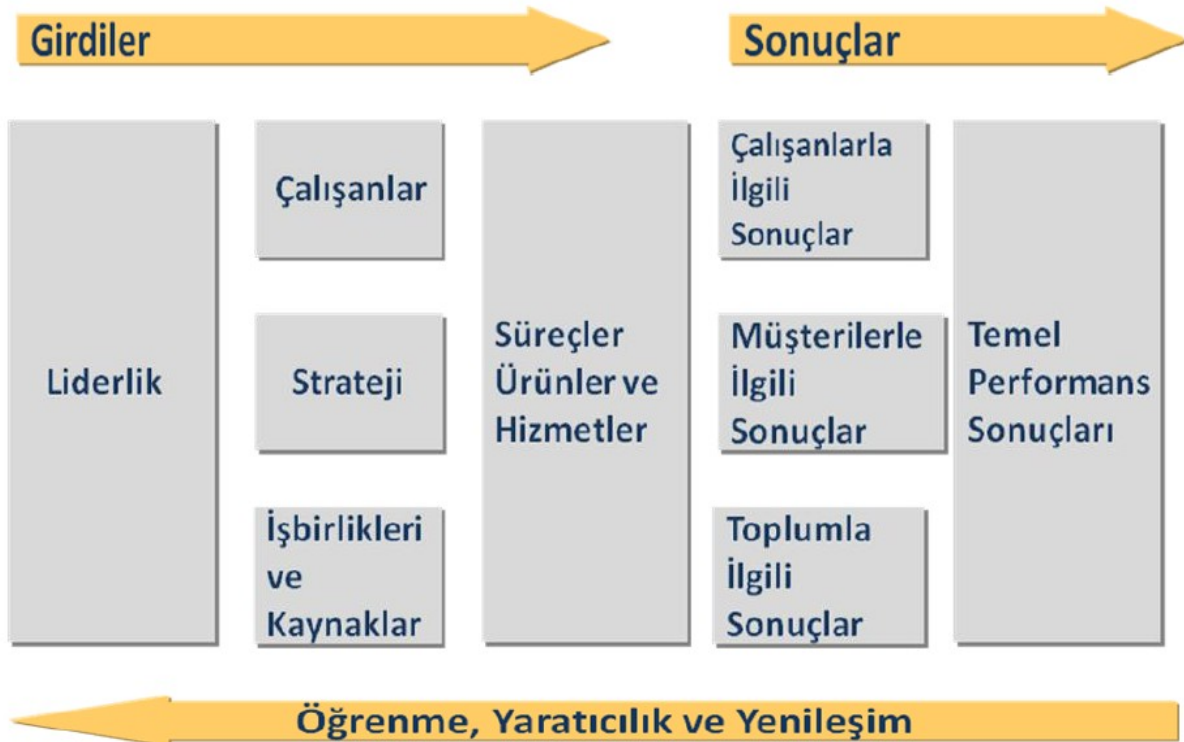 Girdiler
Sonuçlar
Liderlik
Çalışanlar
Strateji
İşbirlikleri
ve
Kaynaklar
Süreçler
Ürünler ve
Hizmetler
Çalışanlarla
İlgili
Sonuçlar
Müşterilerle
İlgili
Sonuçlar
Toplumla
İlgili
Sonuçlar
Temel
Performans
Sonuçları
Öğrenme, Yaratıcılık ve Yenileşim